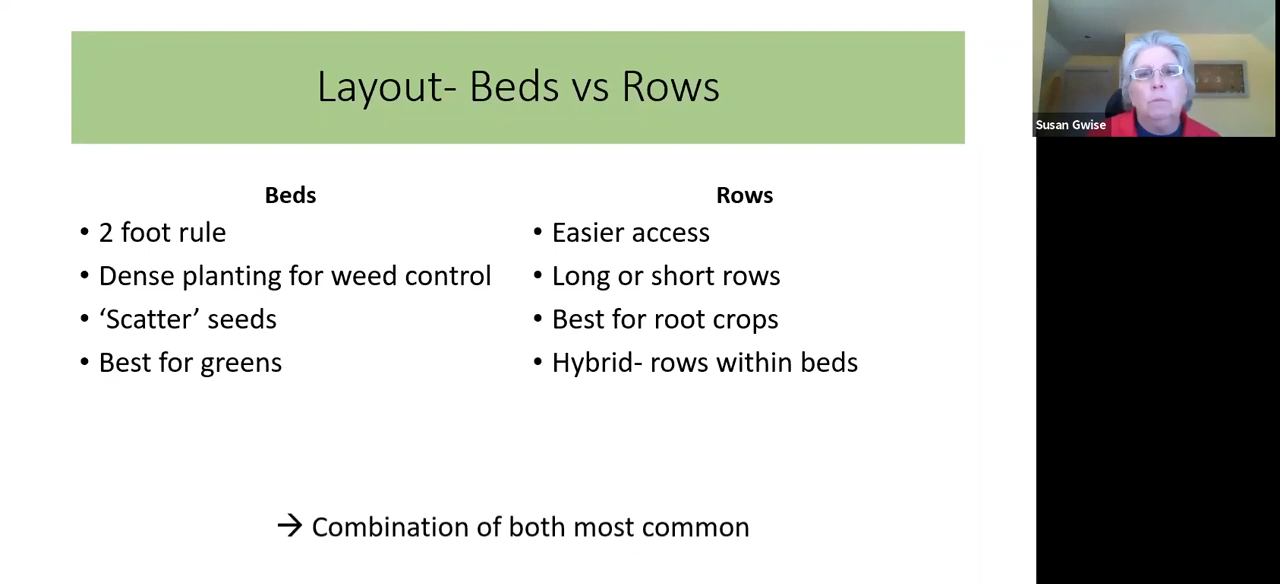 Layout- Beds vs Rows
Susan Gwise
Beds
• 2 foot rule
• Dense planting for weed control
• ‘Scatter’ seeds
• Best for greens
Rows
• Easier access
• Long or short rows
• Best for root crops
• Hybrid- rows within beds
→ Combination of both most common